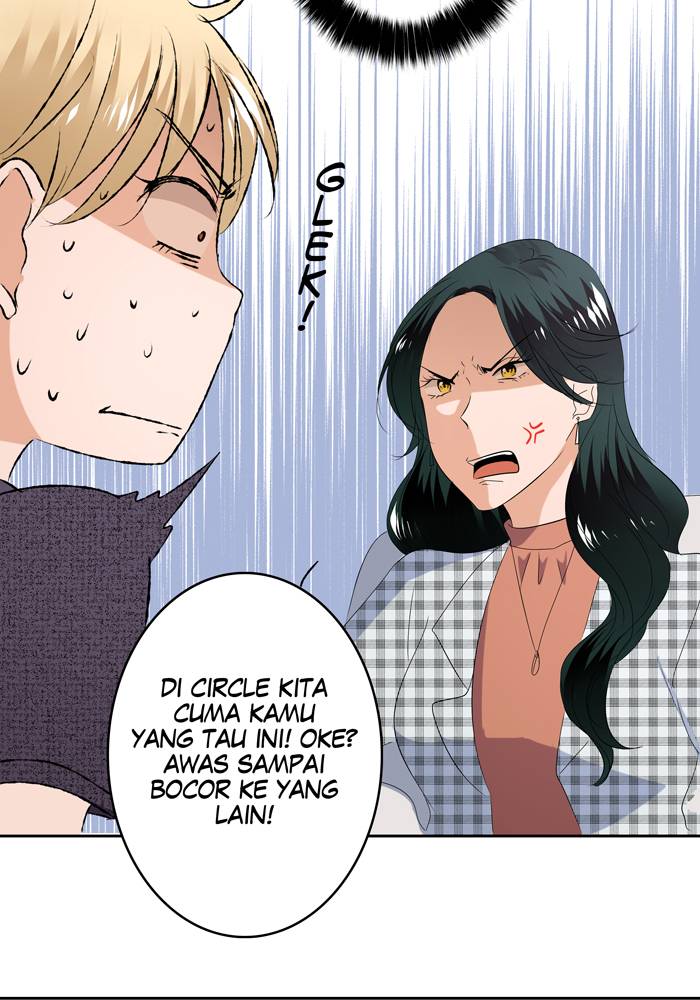 GLEK!
DI CIRCLE KITA
CUMA KAMU
YANG TAU INI! OKE?
AWAS SAMPAI
BOCOR KE YANG
LAIN!